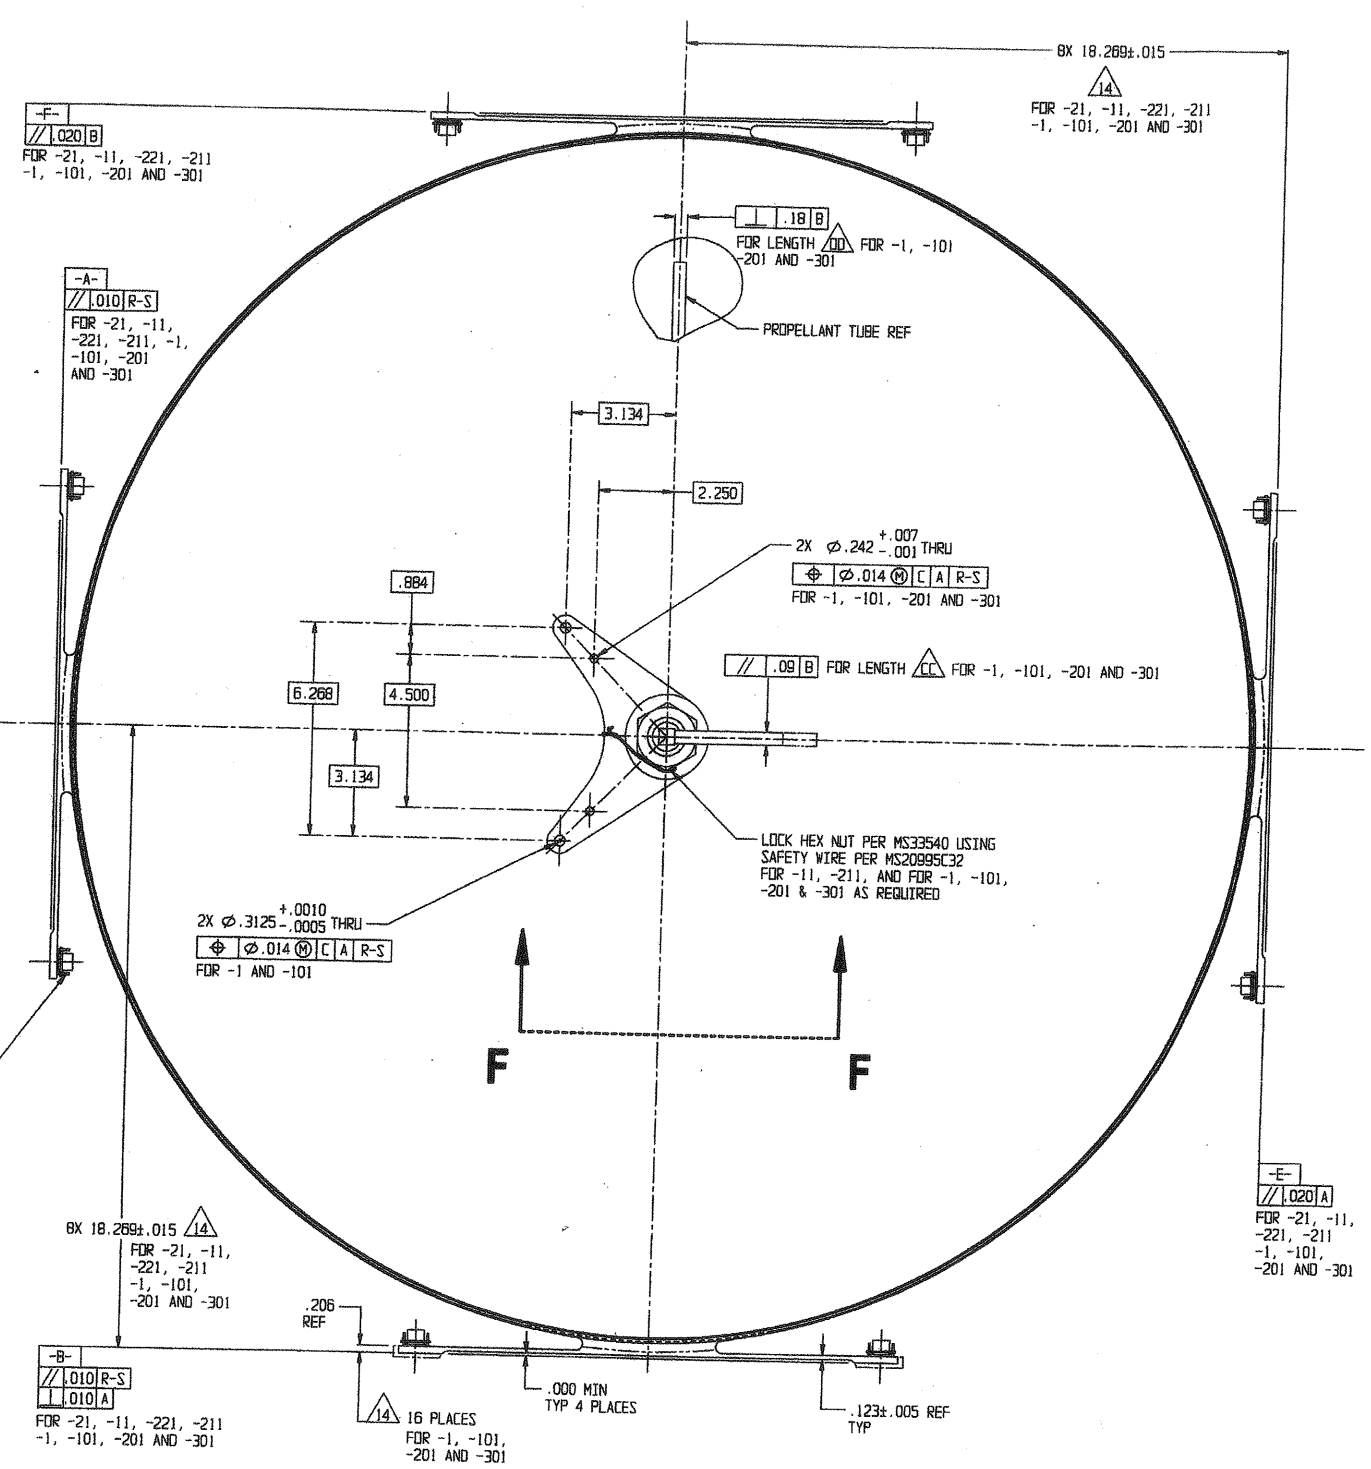 8X 18.269±.015
14
FOR -21, -11, -221, -211
-1, -101, -201 AND -301
-F-
// .020 B
FOR -21, -11, -221, -211
-1, -101, -201 AND -301
⊥ .18 B
FOR LENGTH DD FOR -1, -101
-201 AND -301
PROPELLANT TUBE REF
-A-
// .010 R-S
FOR -21, -11,
-221, -211, -1,
-101, -201
AND -301
3.134
2.250
+.007
2X Ø.242 -.001 THRU
⌖ Ø.014 Ⓜ C A R-S
FOR -1, -101, -201 AND -301
.884
// .09 B FOR LENGTH CC FOR -1, -101, -201 AND -301
6.268
4.500
3.134
LOCK HEX NUT PER MS33540 USING
SAFETY WIRE PER MS20995C32
FOR -11, -211, AND FOR -1, -101,
-201 & -301 AS REQUIRED
+.0010
2X Ø.3125 -.0005 THRU
⌖ Ø.014 Ⓜ C A R-S
FOR -1 AND -101
F
F
-E-
// .020 A
FOR -21, -11,
-221, -211
-1, -101,
-201 AND -301
8X 18.269±.015 14
FOR -21, -11,
-221, -211
-1, -101,
-201 AND -301
.206
REF
-B-
// .010 R-S
⊥ .010 A
FOR -21, -11, -221, -211
-1, -101, -201 AND -301
14 16 PLACES
FOR -1, -101,
-201 AND -301
.000 MIN
TYP 4 PLACES
.123±.005 REF
TYP